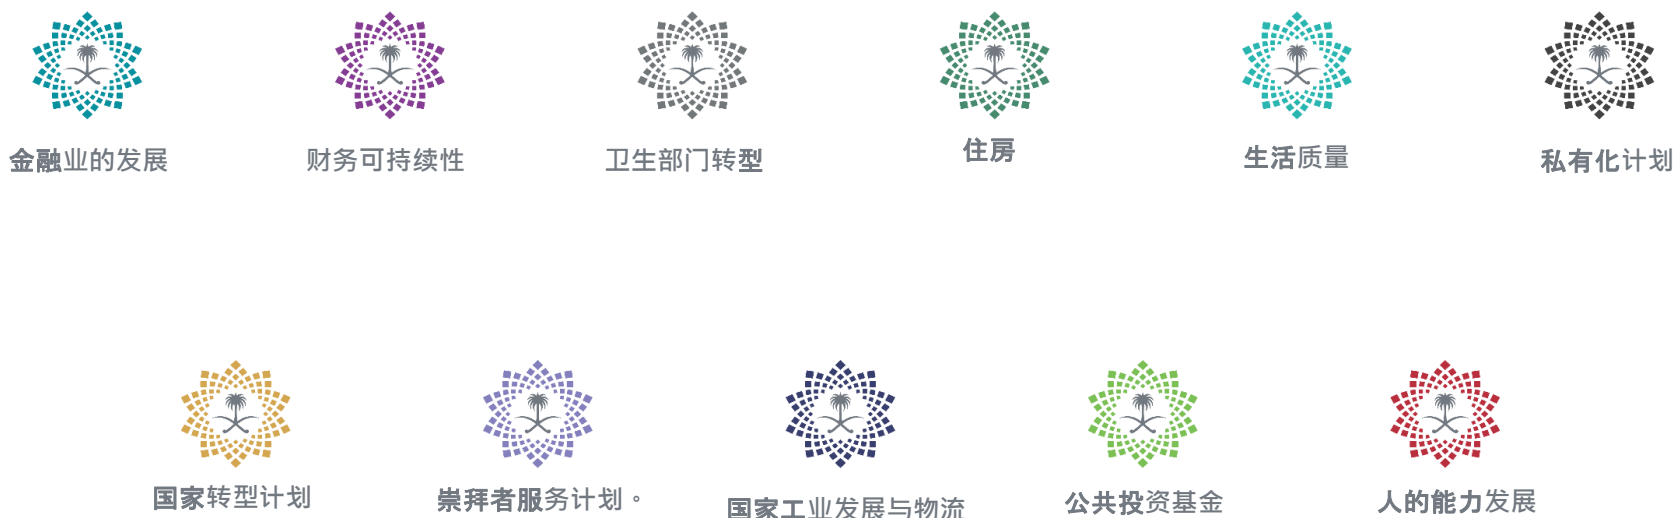 金融业的发展
财务可持续性
卫生部门转型
住房
生活质量
私有化计划
国家转型计划
崇拜者服务计划。
国家工业发展与物流
公共投资基金
人的能力发展